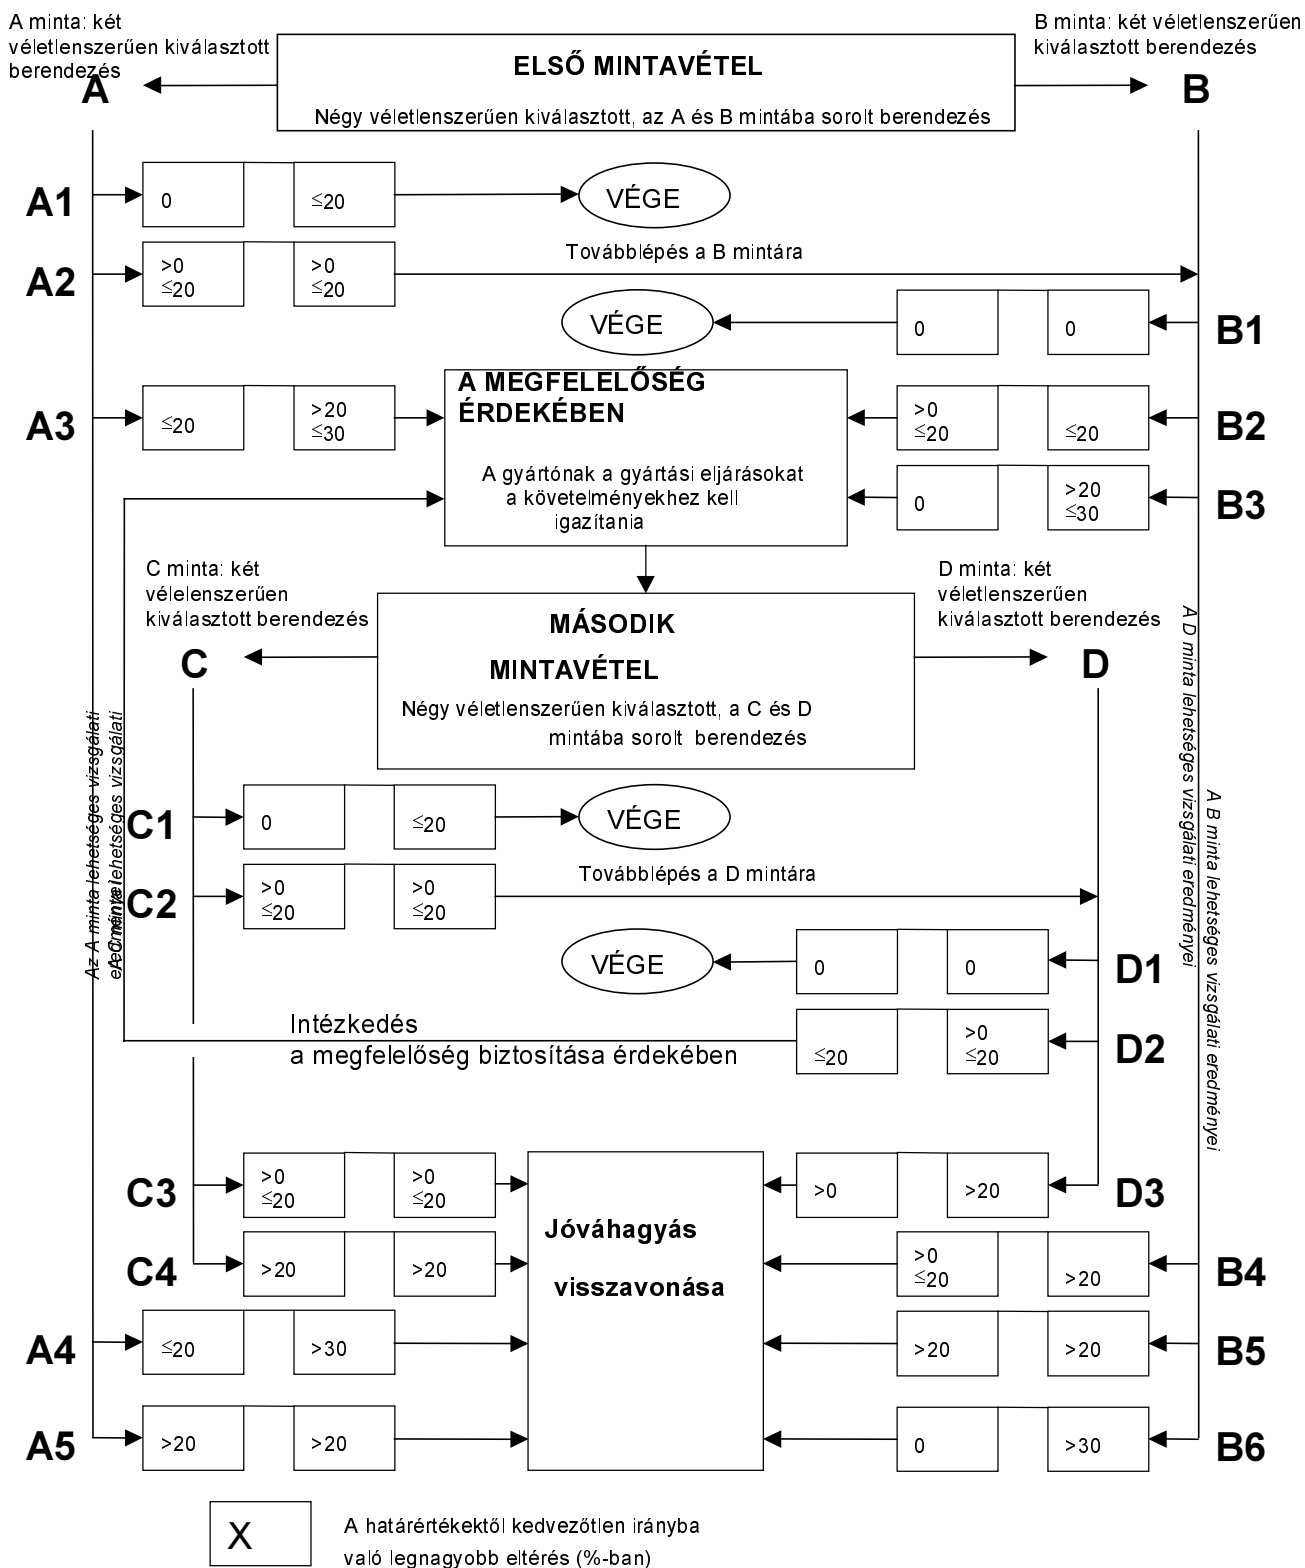 A minta: két
véletlenszerűen kiválasztott
berendezés
B minta: két véletlenszerűen
kiválasztott berendezés
A
ELSŐ MINTAVÉTEL
Négy véletlenszerűen kiválasztott, az A és B mintába sorolt berendezés
B
A1
0
≤20
VÉGE
A2
>0
≤20
>0
≤20
Továbblépés a B mintára
VÉGE
0
0
B1
A3
≤20
>20
≤30
A MEGFELELŐSÉG
ÉRDEKÉBEN
A gyártónak a gyártási eljárásokat
a követelményekhez kell
igazítania
>0
≤20
≤20
B2
0
>20
≤30
B3
C minta: két
vélelenszerűen
kiválasztott berendezés
D minta: két
véletlenszerűen
kiválasztott berendezés
C
MÁSODIK
MINTAVÉTEL
Négy véletlenszerűen kiválasztott, a C és D
mintába sorolt berendezés
D
Az A minta lehetséges vizsgálati
lehetséges vizsgálati
A D minta lehetséges vizsgálati eredményei
A B minta lehetséges vizsgálati eredményei
C1
0
≤20
VÉGE
C2
>0
≤20
>0
≤20
Továbblépés a D mintára
VÉGE
0
0
D1
Intézkedés
a megfelelőség biztosítása érdekében
≤20
>0
≤20
D2
C3
>0
≤20
>0
≤20
Jóváhagyás
visszavonása
>0
>20
D3
C4
>20
>20
>0
≤20
>20
B4
A4
≤20
>30
>20
>20
B5
A5
>20
>20
0
>30
B6
X
A határértékektől kedvezőtlen irányba
való legnagyobb eltérés (%-ban)